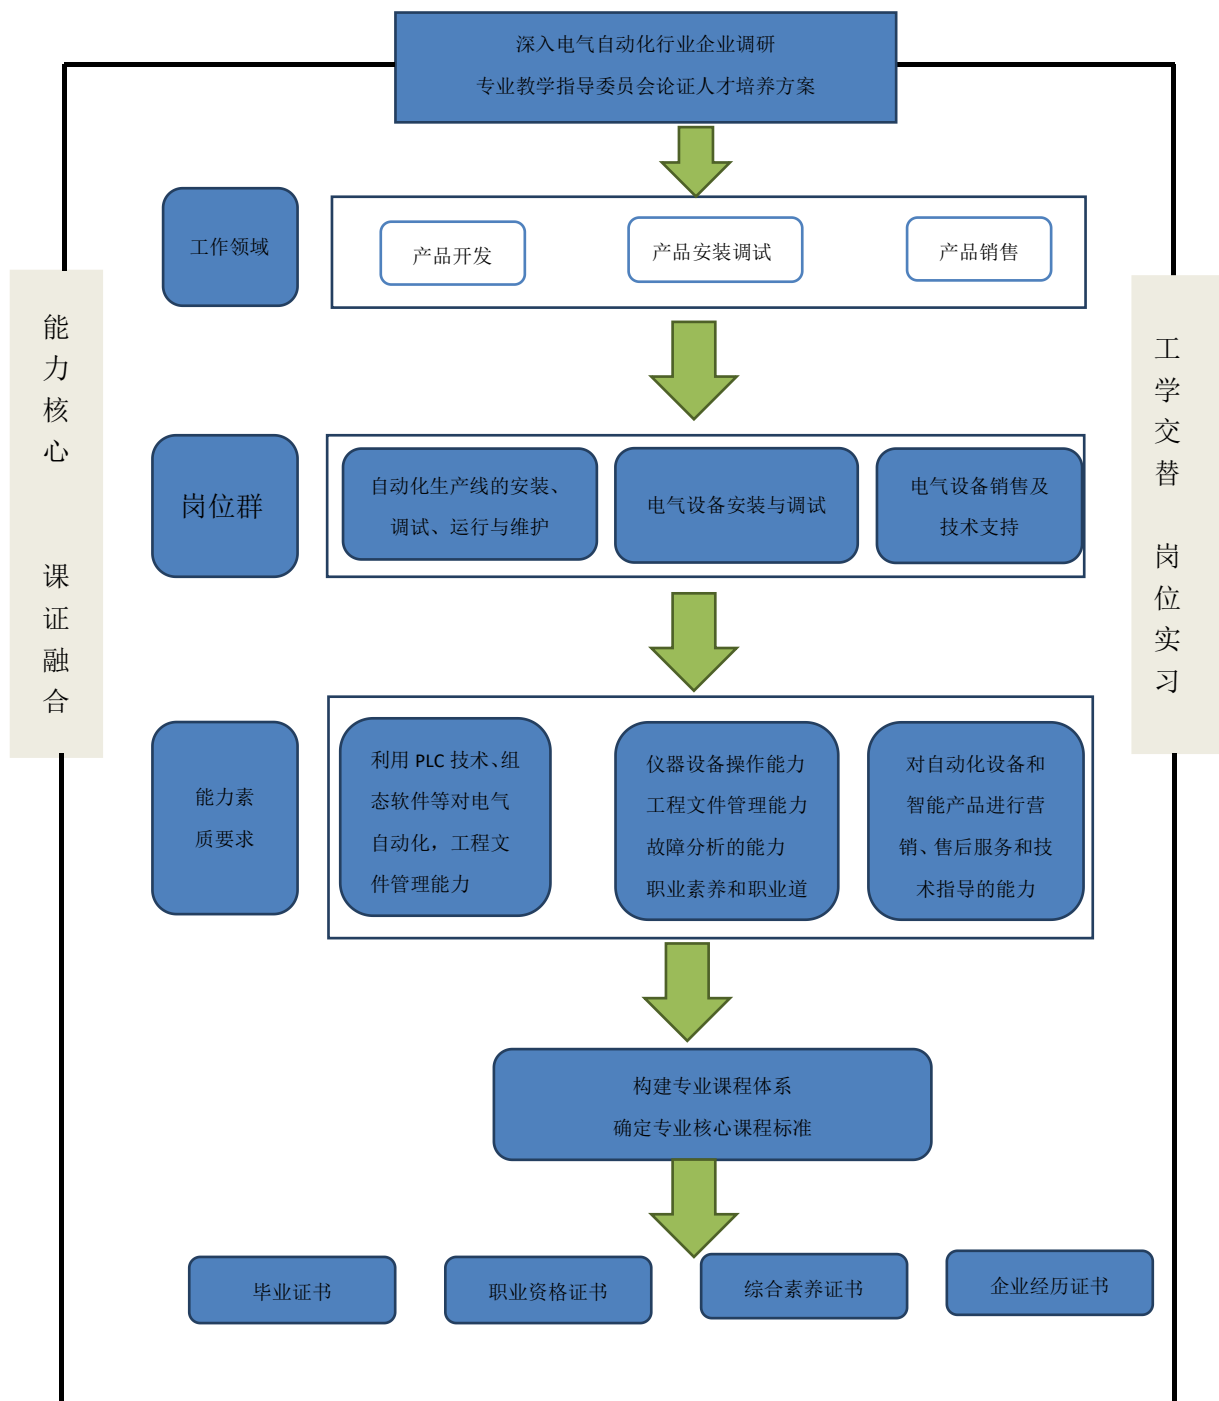 深入电气自动化行业企业调研
专业教学指导委员会论证人才培养方案
工作领域
产品开发
产品安装调试
产品销售
能力核心
课证融合
工学交替
岗位实习
岗位群
自动化生产线的安装、
调试、运行与维护
电气设备安装与调试
电气设备销售及
技术支持
能力素
质要求
利用 PLC 技术、组
态软件等对电气
自动化，工程文
件管理能力
仪器设备操作能力
工程文件管理能力
故障分析的能力
职业素养和职业道
对自动化设备和
智能产品进行营
销、售后服务和技
术指导的能力
构建专业课程体系
确定专业核心课程标准
毕业证书
职业资格证书
综合素养证书
企业经历证书